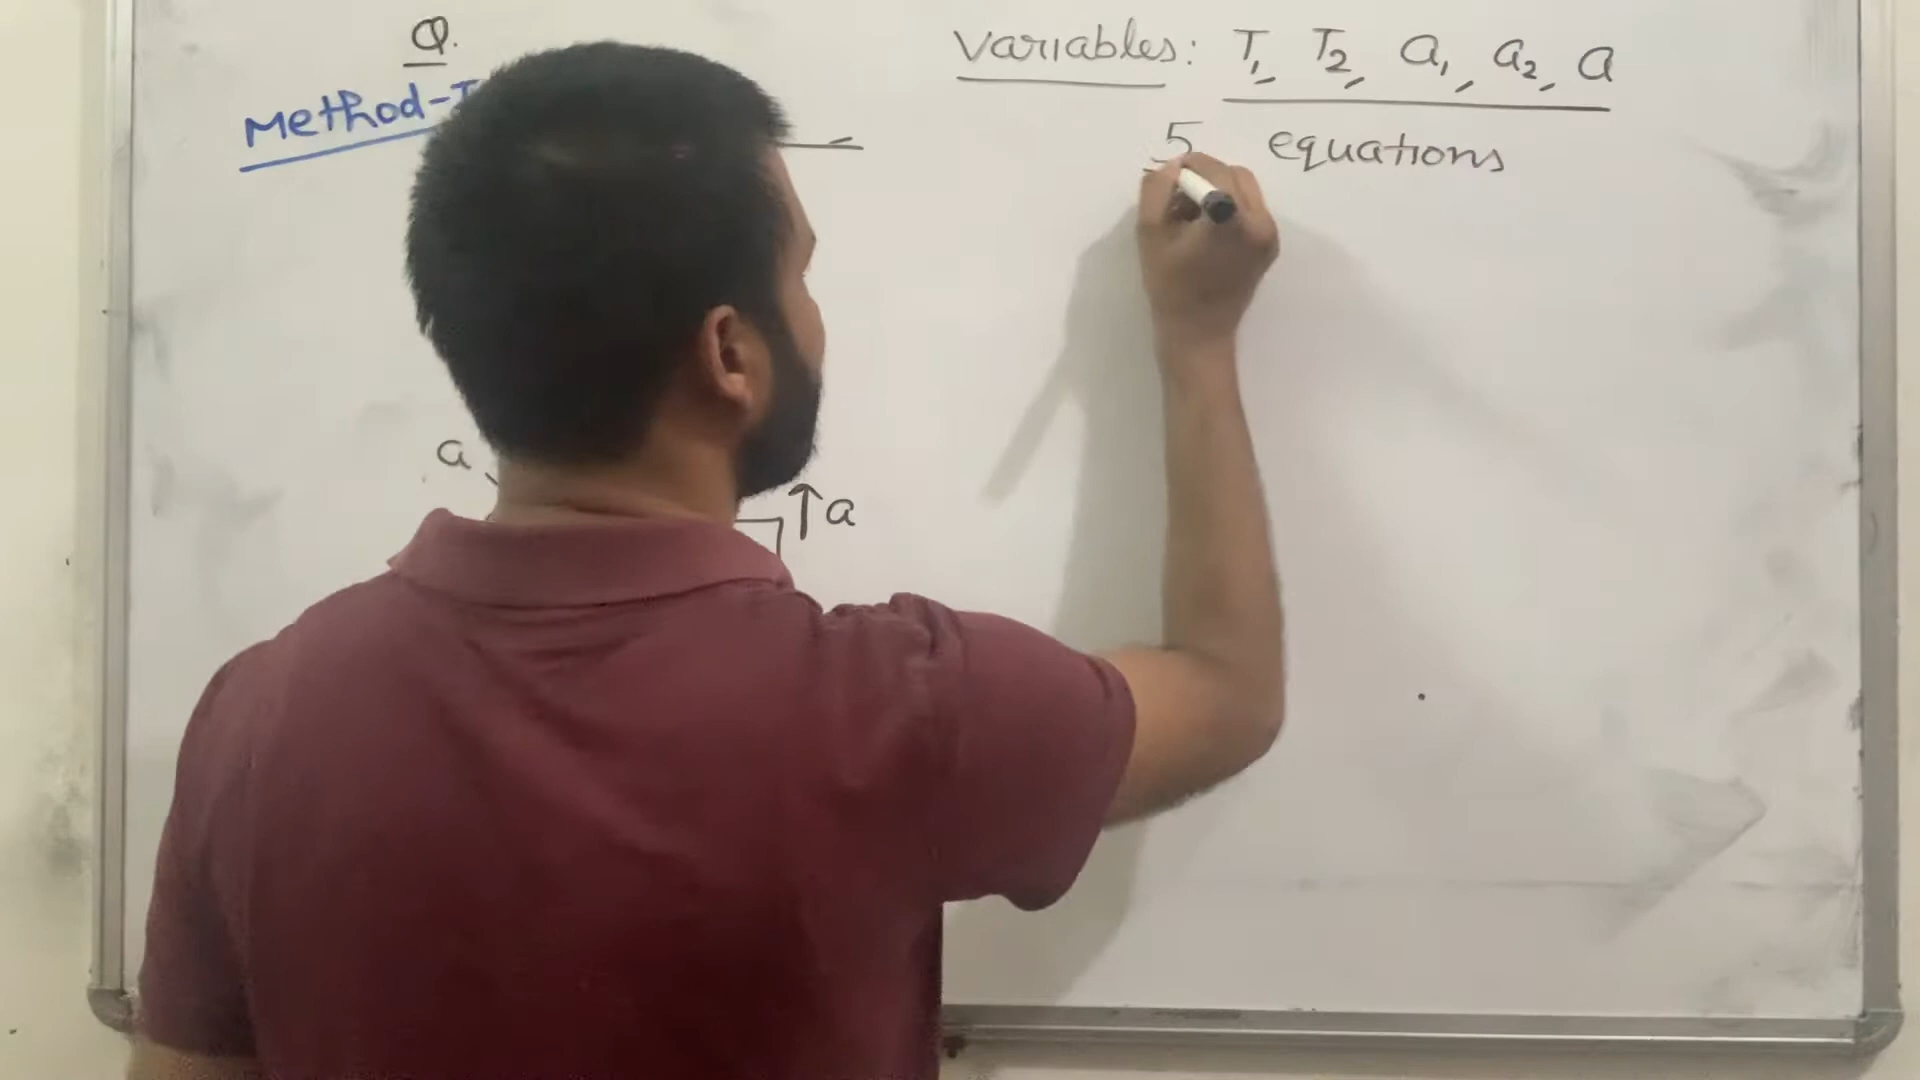 Q.
Method-I
a
↑a
Variables: T₁, T₂, a₁, a₂, a
5 equations